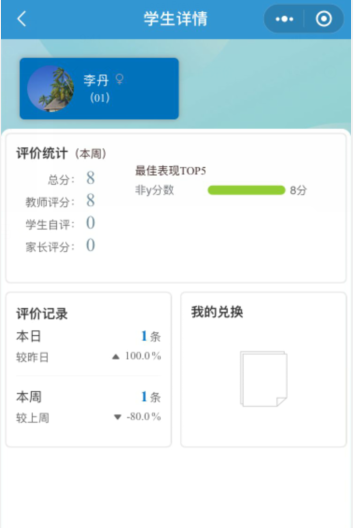 学生详情
李丹
（01）
评价统计（本周）
总分： 8
教师评分： 8
学生自评： 0
家长评分： 0
最佳表现TOP5
非y分数 8分
评价记录
本日 1 条
较昨日 ▲ 100.0%
本周 1 条
较上周 ▼ -80.0%
我的兑换